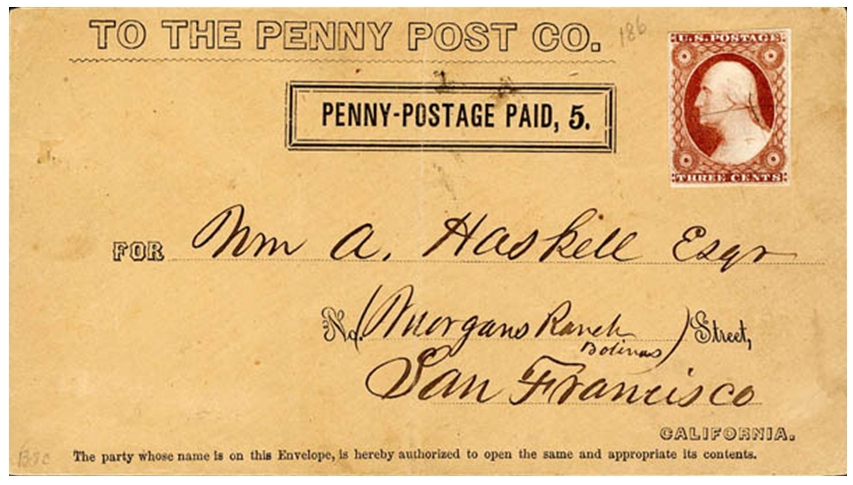 TO THE PENNY POST CO.
186
U.S. POSTAGE
PENNY-POSTAGE PAID, 5.
THREE CENTS
FOR Wm A. Haskell Esqr
No. (Morgans Ranch Bolinas) Street,
San Francisco
CALIFORNIA.
The party whose name is on this Envelope, is hereby authorized to open the same and appropriate its contents.